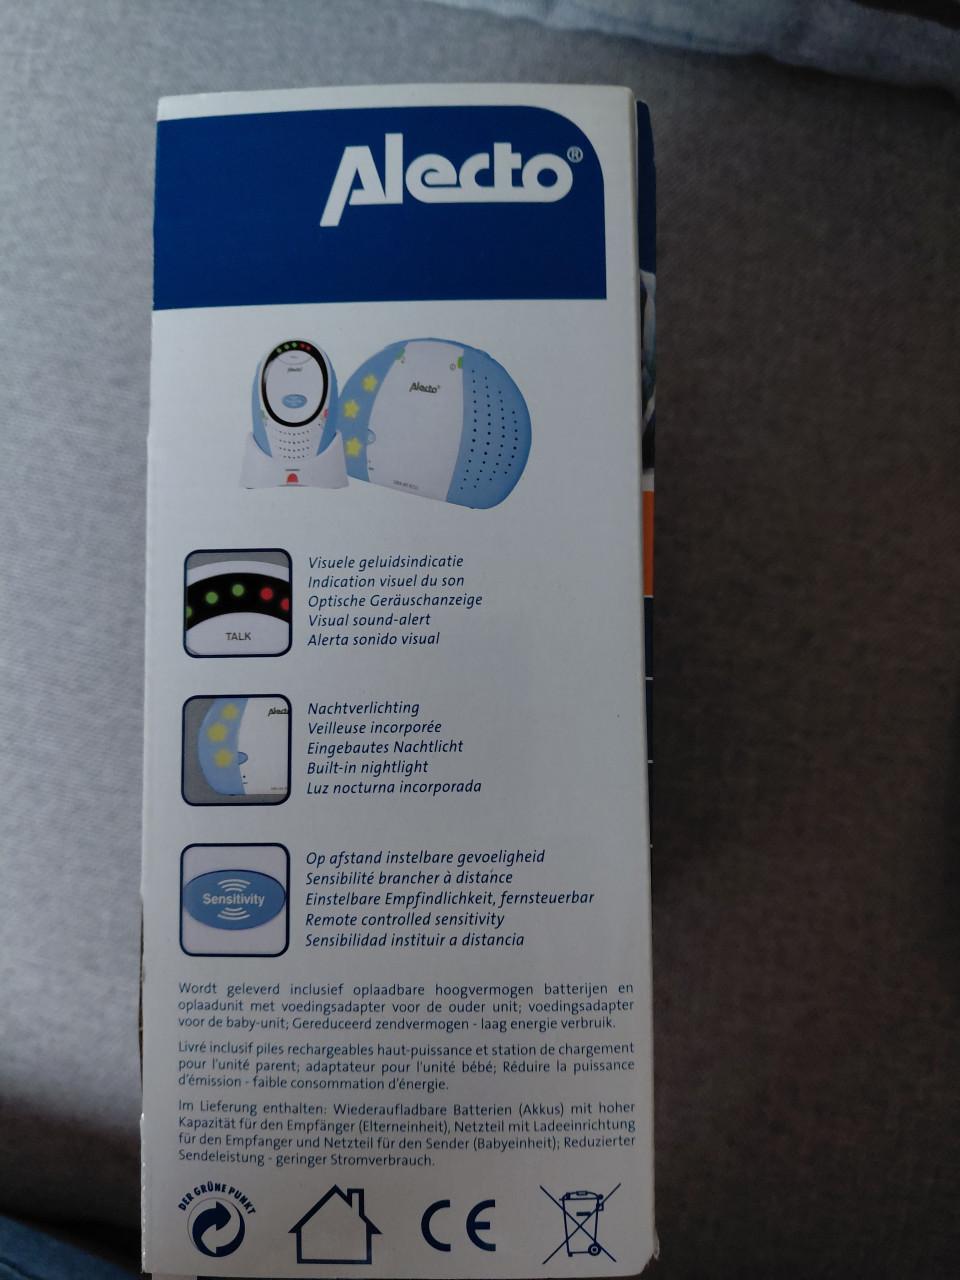 Alecto®
Alecto
Alecto®
TALK
Visuele geluidsindicatie
Indication visuel du son
Optische Geräuschanzeige
Visual sound-alert
Alerta sonido visual
Alecto
Nachtverlichting
Veilleuse incorporée
Eingebautes Nachtlicht
Built-in nightlight
Luz nocturna incorporada
Sensitivity
Op afstand instelbare gevoeligheid
Sensibilité brancher à distance
Einstelbare Empfindlichkeit, fernsteuerbar
Remote controlled sensitivity
Sensibilidad instituir a distancia
Wordt geleverd inclusief oplaadbare hoogvermogen batterijen en
oplaadunit met voedingsadapter voor de ouder unit; voedingsadapter
voor de baby-unit; Gereduceerd zendvermogen - laag energie verbruik.
Livré inclusif piles rechargeables haut-puissance et station de chargement
pour l'unité parent; adaptateur pour l'unité bébé; Réduire la puissance
d'émission - faible consommation d'énergie.
Im Lieferung enthalten: Wiederaufladbare Batterien (Akkus) mit hoher
Kapazität für den Empfänger (Elterneinheit), Netzteil mit Ladeeinrichtung
für den Empfanger und Netzteil für den Sender (Babyeinheit); Reduzierter
Sendeleistung - geringer Stromverbrauch.
DER GRÜNE PUNKT
CE